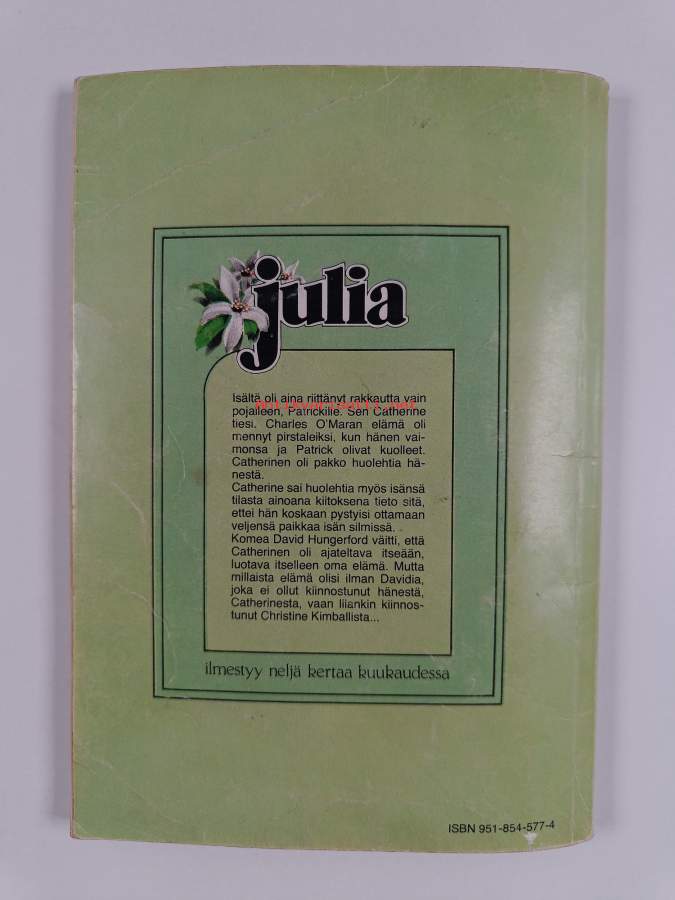 julia
Isältä oli aina riittänyt rakkautta vain
pojalleen, Patrickille. Sen Catherine
tiesi. Charles O'Maran elämä oli
mennyt pirstaleiksi, kun hänen vai-
monsa ja Patrick olivat kuolleet.
Catherinen oli pakko huolehtia hä-
nestä.
Catherine sai huolehtia myös isänsä
tilasta ainoana kiitoksena tieto siitä,
ettei hän koskaan pystyisi ottamaan
veljensä paikkaa isän silmissä...
Komea David Hungerford väitti, että
Catherinen oli ajateltava itseään,
luotava itselleen oma elämä. Mutta
millaista elämä olisi ilman Davidia,
joka ei ollut kiinnostunut hänestä,
Catherinesta, vaan liiankin kiinnos-
tunut Christine Kimballista...
ilmestyy neljä kertaa kuukaudessa
ISBN 951-854-577-4